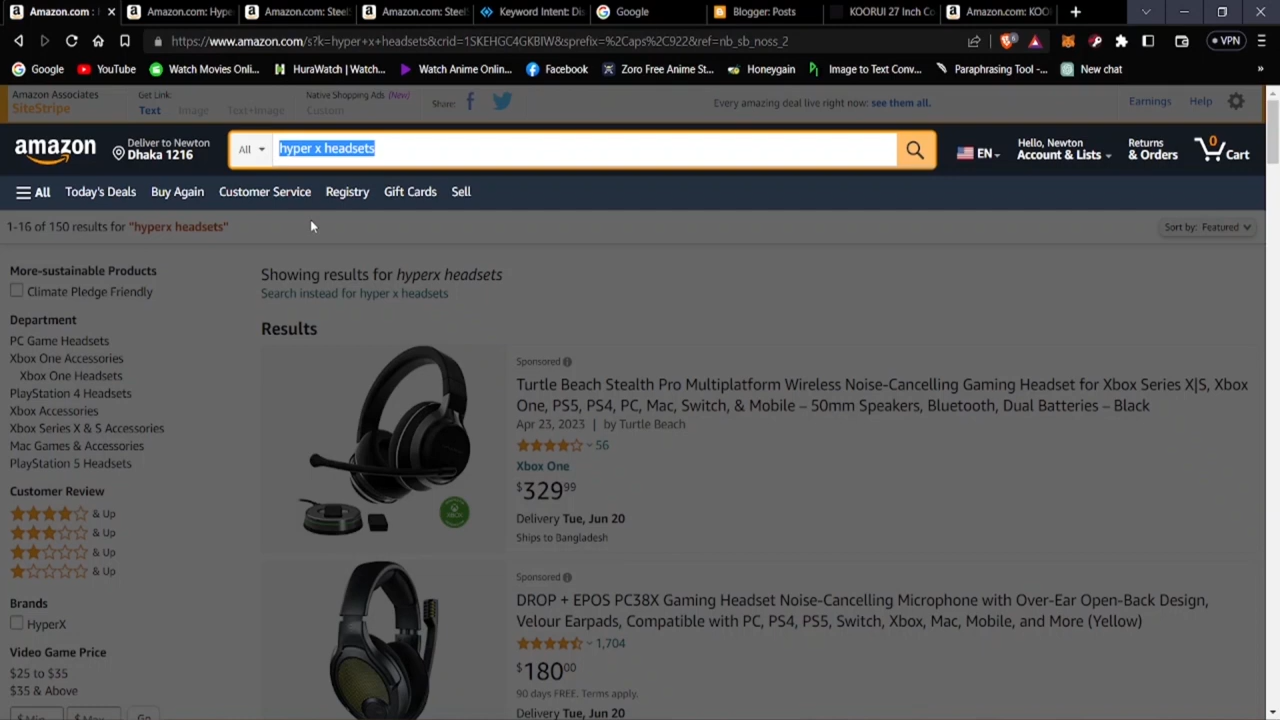 Amazon.com :
Amazon.com: Hype
Amazon.com: Steel
Amazon.com: Steel
Keyword Intent: Dis
Google
Blogger: Posts
KOORUI 27 Inch Co
Amazon.com: KOO
https://www.amazon.com/s?k=hyper+x+headsets&crid=1SKEHGC4GKBIW&sprefix=%2Caps%2C922&ref=nb_sb_noss_2
VPN
Google
YouTube
Watch Movies Onli...
HuraWatch | Watch...
Watch Anime Onlin...
Facebook
Zoro Free Anime St...
Honeygain
Image to Text Conv...
Paraphrasing Tool -...
New chat
»
Amazon Associates
SiteStripe
Get Link:
Text
Image
Text+Image
Native Shopping Ads (New)
Custom
Share:
Every amazing deal live right now: see them all.
Earnings
Help
amazon
Deliver to Newton
Dhaka 1216
All
hyper x headsets
EN
Hello, Newton
Account & Lists
Returns
& Orders
0
Cart
All
Today's Deals
Buy Again
Customer Service
Registry
Gift Cards
Sell
1-16 of 150 results for "hyperx headsets"
Sort by: Featured
More-sustainable Products
Climate Pledge Friendly
Department
PC Game Headsets
Xbox One Accessories
Xbox One Headsets
PlayStation 4 Headsets
Xbox Accessories
Xbox Series X & S Accessories
Mac Games & Accessories
PlayStation 5 Headsets
Customer Review
& Up
& Up
& Up
& Up
Brands
HyperX
Video Game Price
$25 to $35
$35 & Above
$ Min
$ Max
Go
Showing results for hyperx headsets
Search instead for hyper x headsets
Results
Sponsored
Turtle Beach Stealth Pro Multiplatform Wireless Noise-Cancelling Gaming Headset for Xbox Series X|S, Xbox
One, PS5, PS4, PC, Mac, Switch, & Mobile – 50mm Speakers, Bluetooth, Dual Batteries – Black
Apr 23, 2023 | by Turtle Beach
56
Xbox One
$329 99
Delivery Tue, Jun 20
Ships to Bangladesh
Sponsored
DROP + EPOS PC38X Gaming Headset Noise-Cancelling Microphone with Over-Ear Open-Back Design,
Velour Earpads, Compatible with PC, PS4, PS5, Switch, Xbox, Mac, Mobile, and More (Yellow)
1,704
$180 00
90 days FREE. Terms apply.
Delivery Tue, Jun 20